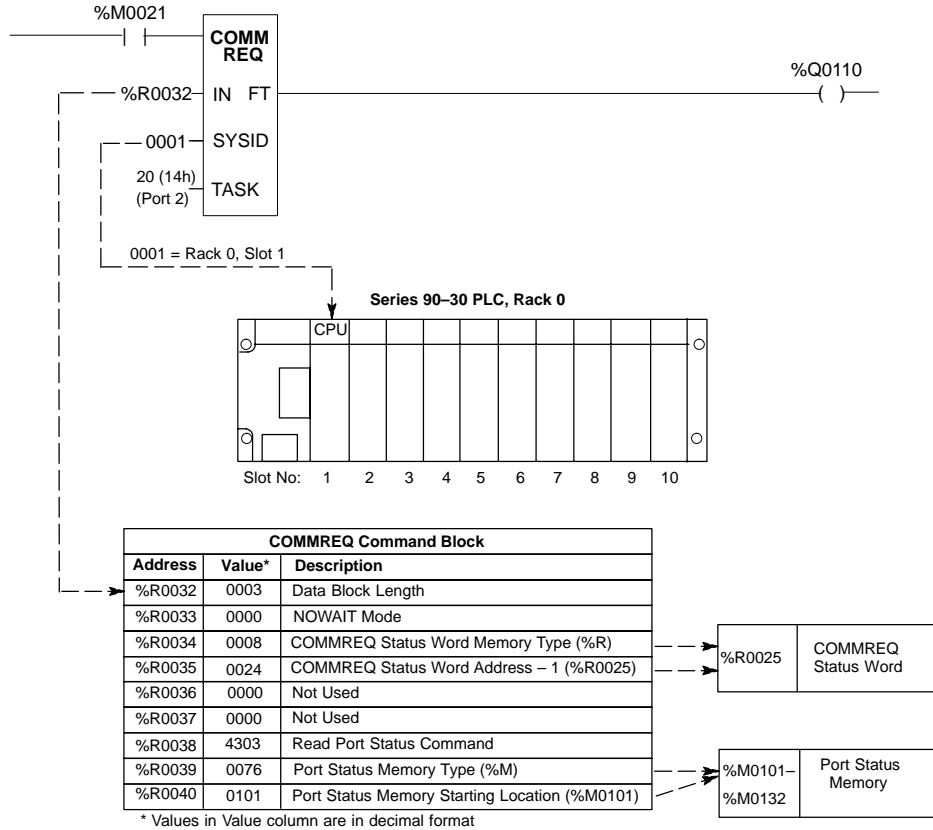 %M0021
COMM
REQ
%Q0110
%R0032 IN FT
0001 SYSID
20 (14h)
(Port 2) TASK
0001 = Rack 0, Slot 1
Series 90–30 PLC, Rack 0
CPU
Slot No: 1 2 3 4 5 6 7 8 9 10
COMMREQ Command Block
Address Value* Description
%R0032 0003 Data Block Length
%R0033 0000 NOWAIT Mode
%R0034 0008 COMMREQ Status Word Memory Type (%R)
%R0035 0024 COMMREQ Status Word Address – 1 (%R0025)
%R0036 0000 Not Used
%R0037 0000 Not Used
%R0038 4303 Read Port Status Command
%R0039 0076 Port Status Memory Type (%M)
%R0040 0101 Port Status Memory Starting Location (%M0101)
* Values in Value column are in decimal format
%R0025 COMMREQ
Status Word
%M0101– Port Status
%M0132 Memory